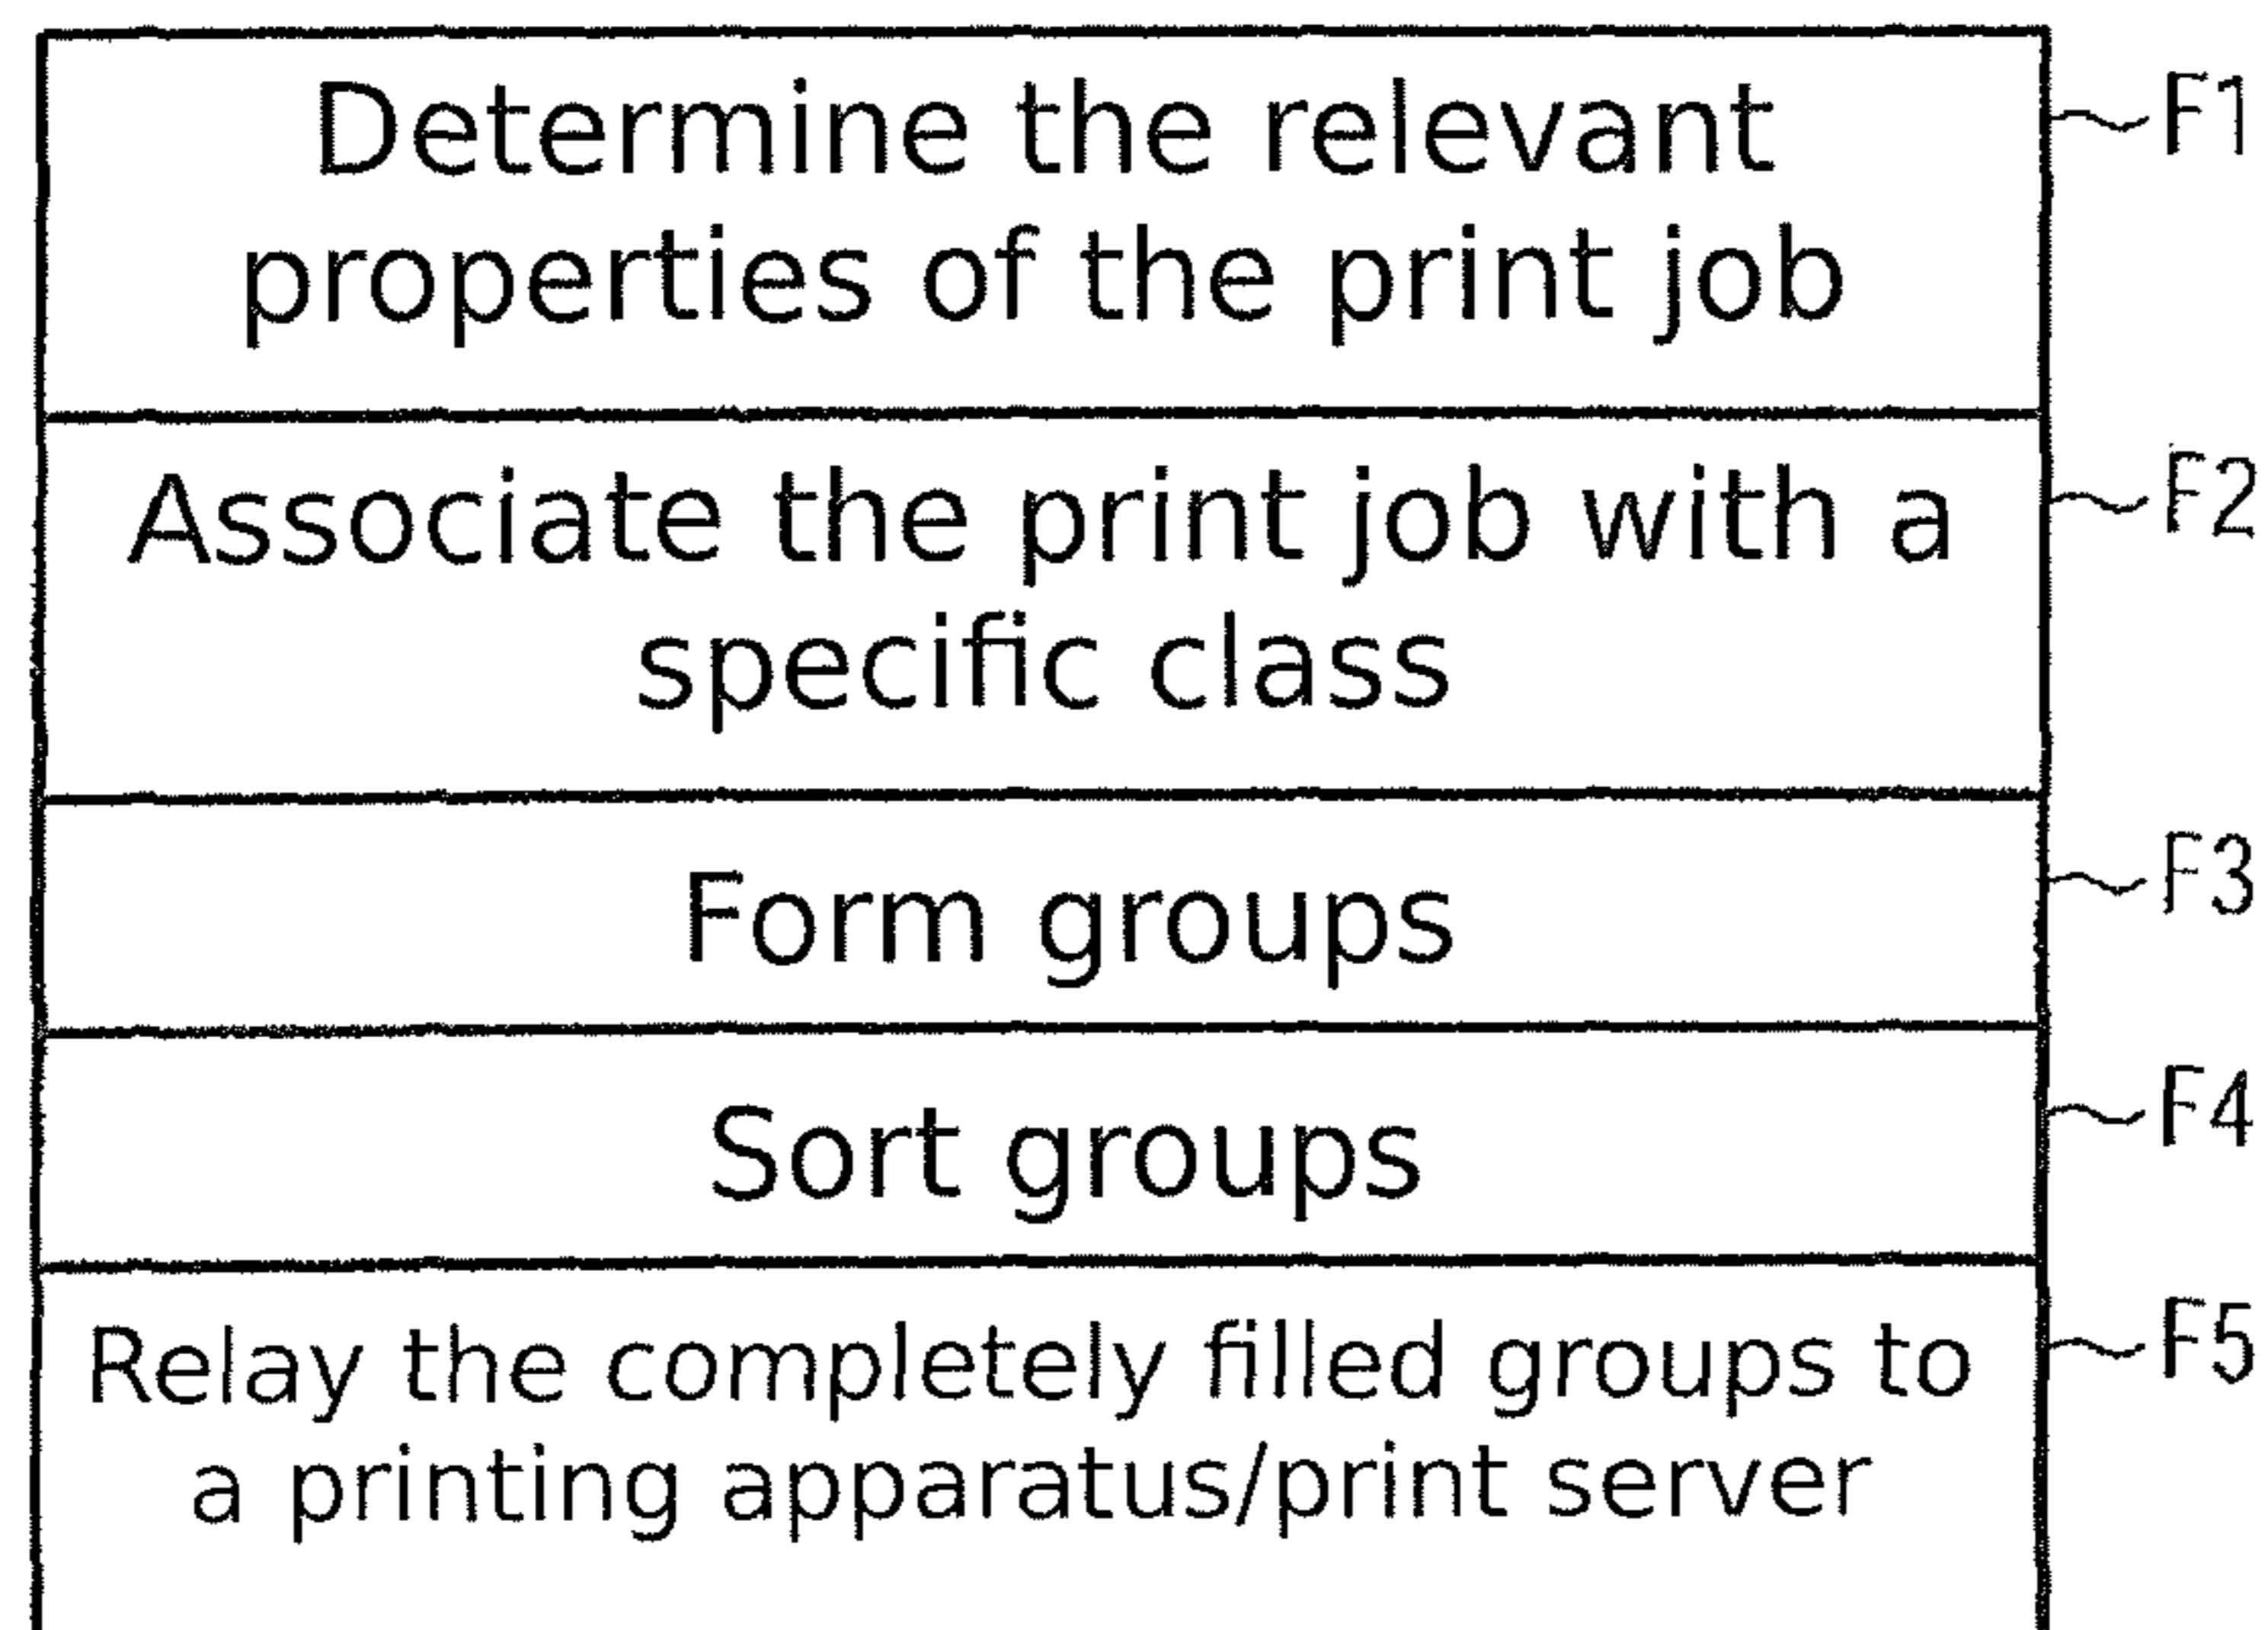 Determine the relevant F1
properties of the print job
Associate the print job with a F2
specific class
Form groups F3
Sort groups F4
Relay the completely filled groups to F5
a printing apparatus/print server